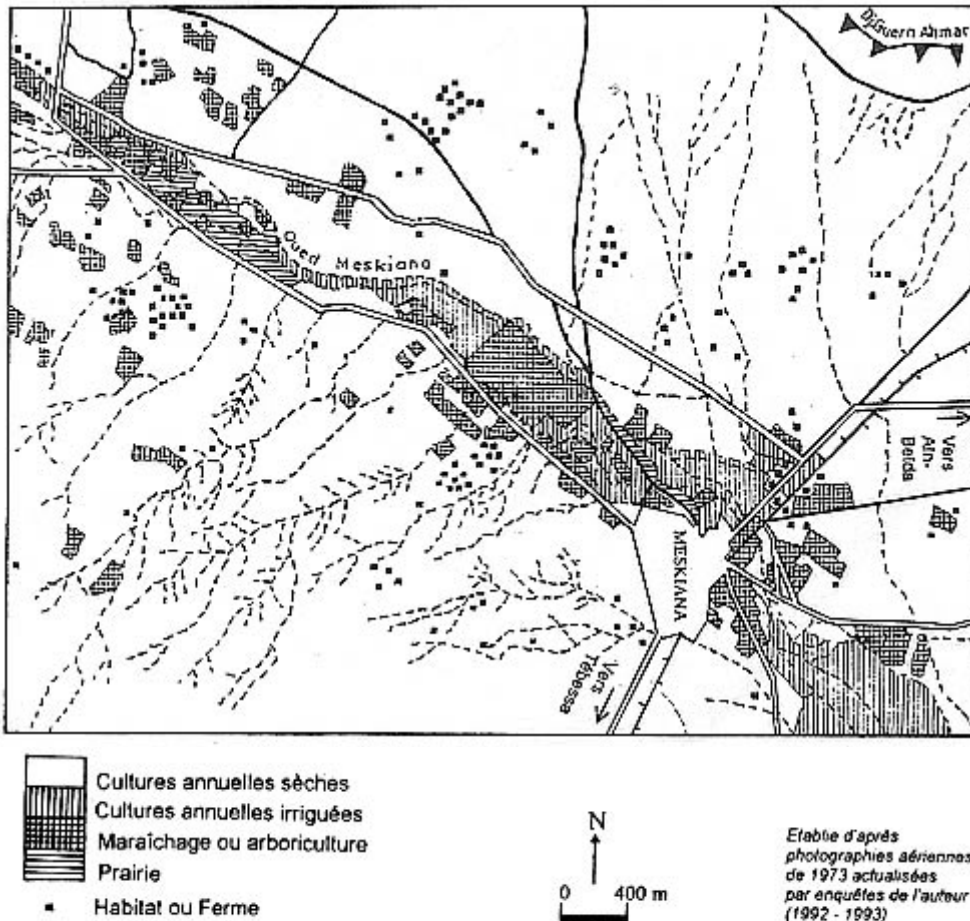 Dj.Guern Ahmar
Oued Meskiana
Vers
Aïn-
Beida
MESKIANA
Vers
Tébessa
Cultures annuelles sèches
Cultures annuelles irriguées
Maraîchage ou arboriculture
Prairie
Habitat ou Ferme
N
0 400 m
Etablie d'après
photographies aériennes
de 1973 actualisées
par enquêtes de l'auteur
(1992 - 1993)